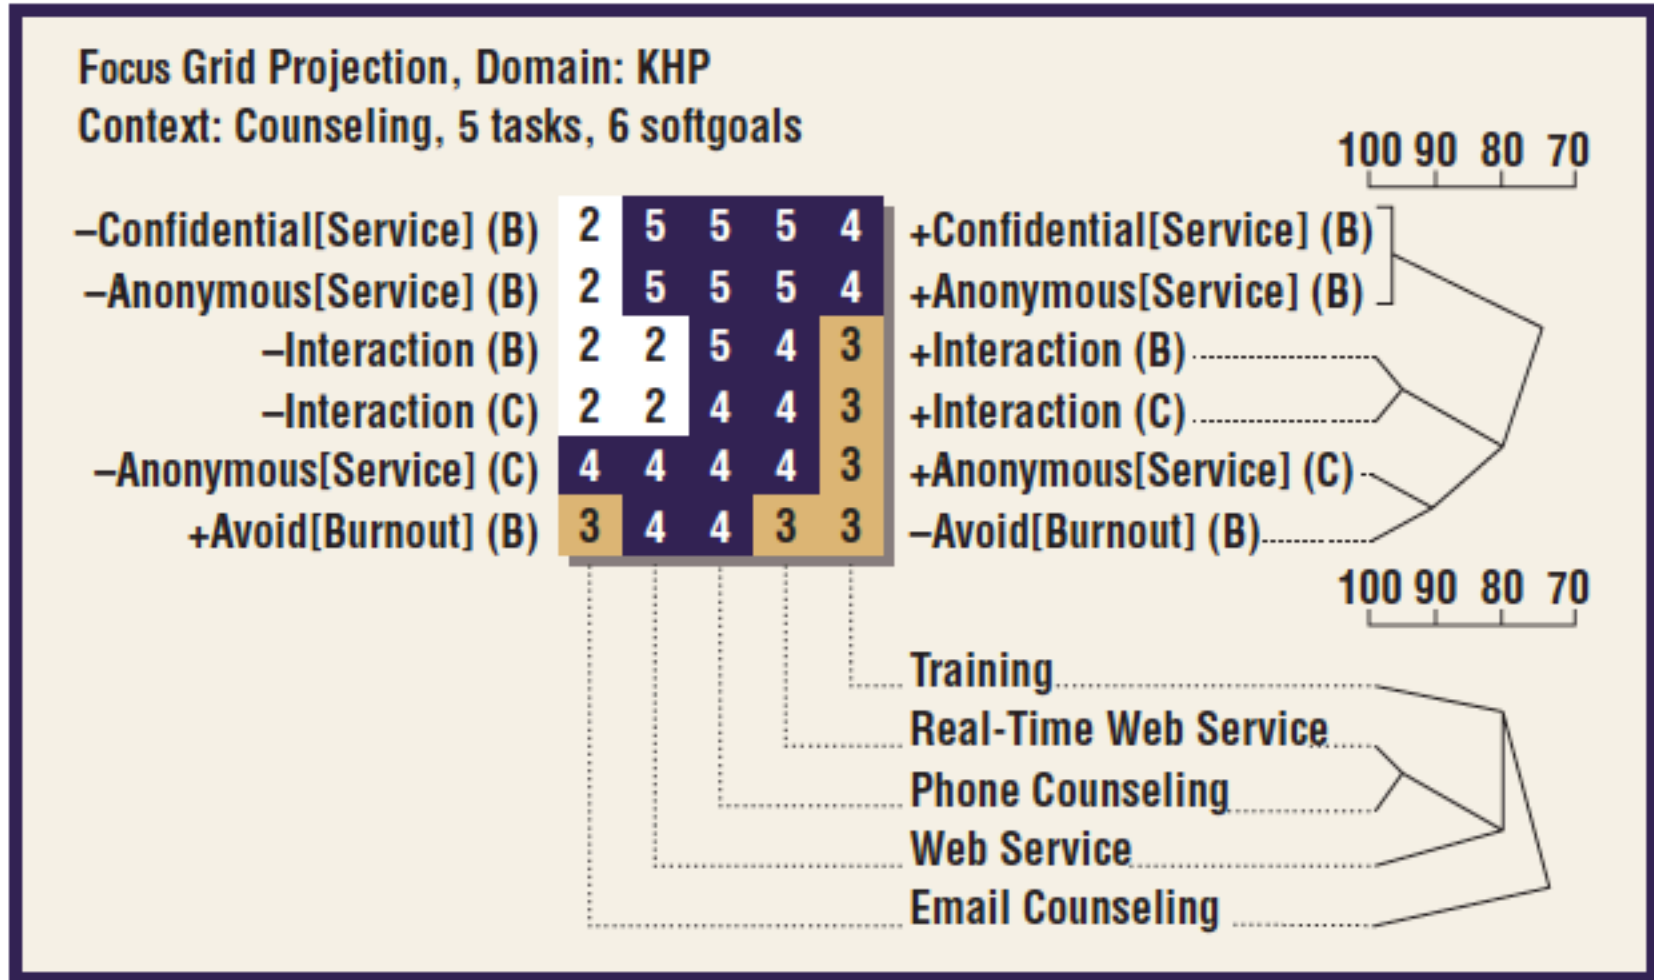 Focus Grid Projection, Domain: KHP
Context: Counseling, 5 tasks, 6 softgoals
100 90 80 70
–Confidential[Service] (B) 2 5 5 5 4 +Confidential[Service] (B)
–Anonymous[Service] (B) 2 5 5 5 4 +Anonymous[Service] (B)
–Interaction (B) 2 2 5 4 3 +Interaction (B)
–Interaction (C) 2 2 4 4 3 +Interaction (C)
–Anonymous[Service] (C) 4 4 4 4 3 +Anonymous[Service] (C)
+Avoid[Burnout] (B) 3 4 4 3 3 –Avoid[Burnout] (B)
100 90 80 70
Training
Real-Time Web Service
Phone Counseling
Web Service
Email Counseling